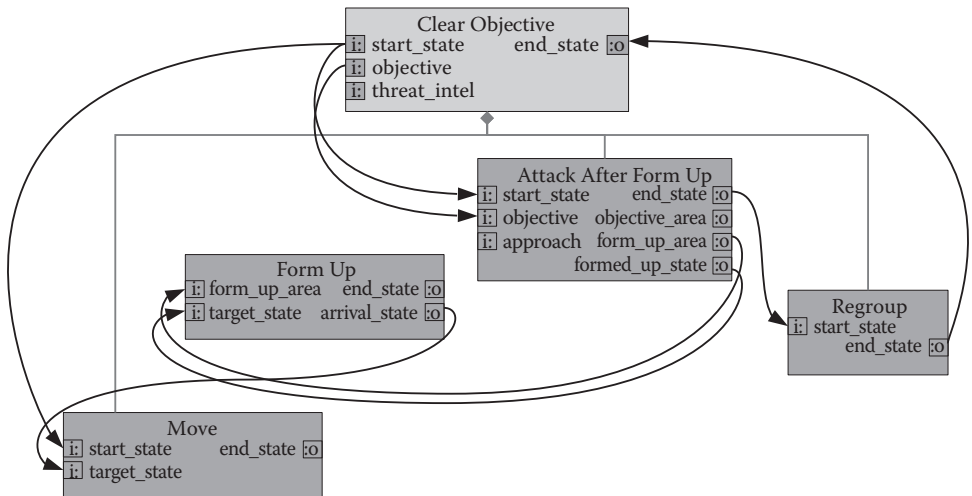 Clear Objective
i: start_state end_state :o
i: objective
i: threat_intel
Attack After Form Up
i: start_state end_state :o
i: objective objective_area :o
i: approach form_up_area :o
formed_up_state :o
Form Up
i: form_up_area end_state :o
i: target_state arrival_state :o
Regroup
i: start_state
end_state :o
Move
i: start_state end_state :o
i: target_state